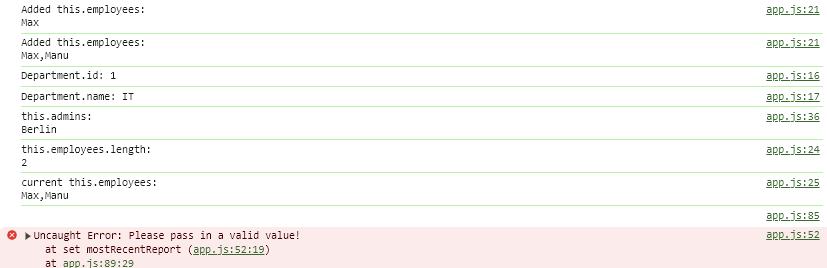 Added this.employees: app.js:21
Max
Added this.employees: app.js:21
Max,Manu
Department.id: 1 app.js:16
Department.name: IT app.js:17
this.admins: app.js:36
Berlin
this.employees.length: app.js:24
2
current this.employees: app.js:25
Max,Manu
app.js:85
Uncaught Error: Please pass in a valid value! app.js:52
at set mostRecentReport (app.js:52:19)
at app.js:89:29